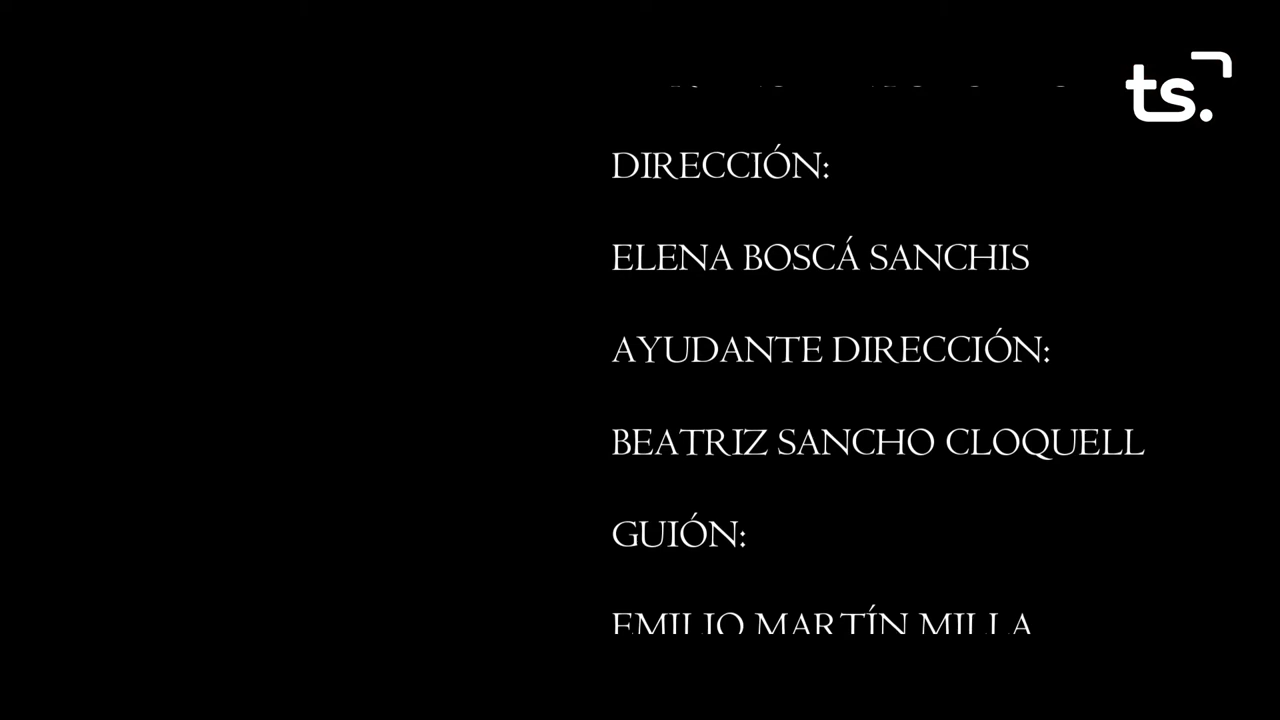 ts.
DIRECCIÓN:
ELENA BOSCÁ SANCHIS
AYUDANTE DIRECCIÓN:
BEATRIZ SANCHO CLOQUELL
GUIÓN:
EMILIO MARTÍN MILLA